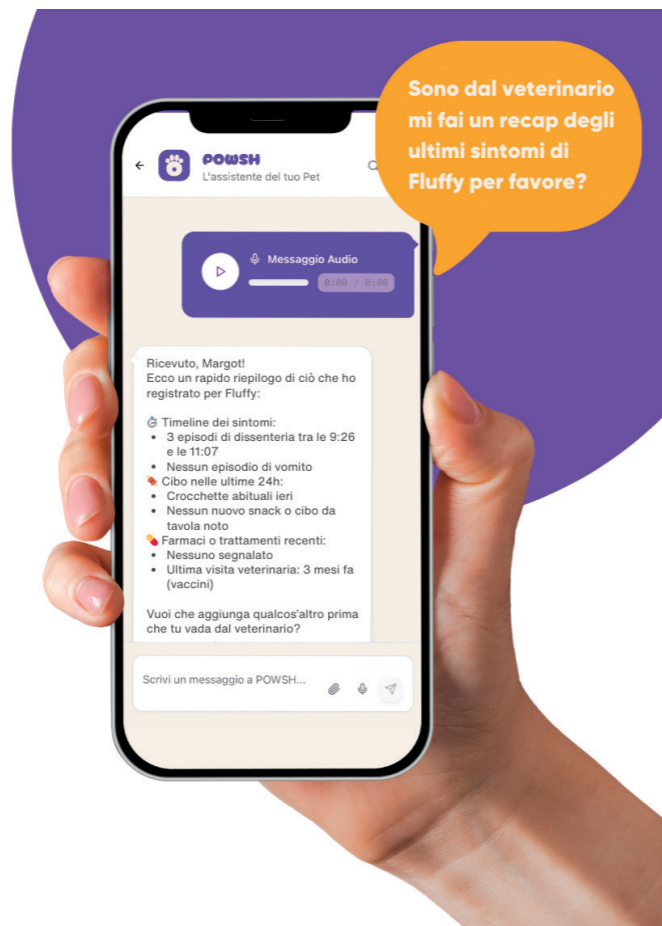 Sono dal veterinario
mi fai un recap degli
ultimi sintomi di
Fluffy per favore?
POWSH
L'assistente del tuo Pet
Messaggio Audio
0:00 / 0:00
Ricevuto, Margot!
Ecco un rapido riepilogo di ciò che ho
registrato per Fluffy:
Timeline dei sintomi:
• 3 episodi di dissenteria tra le 9:26
e le 11:07
• Nessun episodio di vomito
Cibo nelle ultime 24h:
• Crocchette abituali ieri
• Nessun nuovo snack o cibo da
tavola noto
Farmaci o trattamenti recenti:
• Nessuno segnalato
• Ultima visita veterinaria: 3 mesi fa
(vaccini)
Vuoi che aggiunga qualcos'altro prima
che tu vada dal veterinario?
Scrivi un messaggio a POWSH...